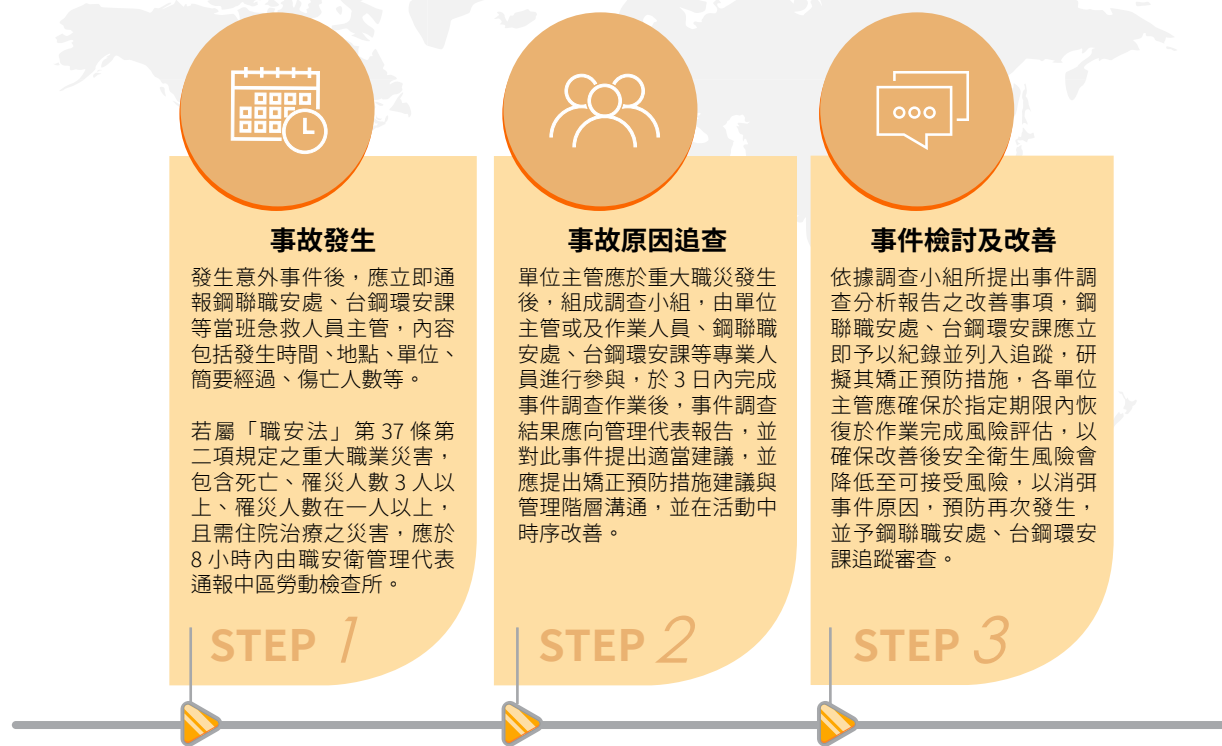 事故發生
發生意外事件後，應立即通
報鋼聯職安處、台鋼環安課
等當班急救人員主管，內容
包括發生時間、地點、單位、
簡要經過、傷亡人數等。
若屬「職安法」第 37 條第
二項規定之重大職業災害，
包含死亡、罹災人數 3 人以
上、罹災人數在一人以上，
且需住院治療之災害，應於
8 小時內由職安衛管理代表
通報中區勞動檢查所。
STEP 1
事故原因追查
單位主管應於重大職災發生
後，組成調查小組，由單位
主管或及作業人員、鋼聯職
安處、台鋼環安課等專業人
員進行參與，於 3 日內完成
事件調查作業後，事件調查
結果應向管理代表報告，並
對此事件提出適當建議，並
應提出矯正預防措施建議與
管理階層溝通，並在活動中
時序改善。
STEP 2
事件檢討及改善
依據調查小組所提出事件調
查分析報告之改善事項，鋼
聯職安處、台鋼環安課應立
即予以紀錄並列入追蹤，研
擬其矯正預防措施，各單位
主管應確保於指定期限內恢
復於作業完成風險評估，以
確保改善後安全衛生風險會
降低至可接受風險，以消弭
事件原因，預防再次發生，
並予鋼聯職安處、台鋼環安
課追蹤審查。
STEP 3